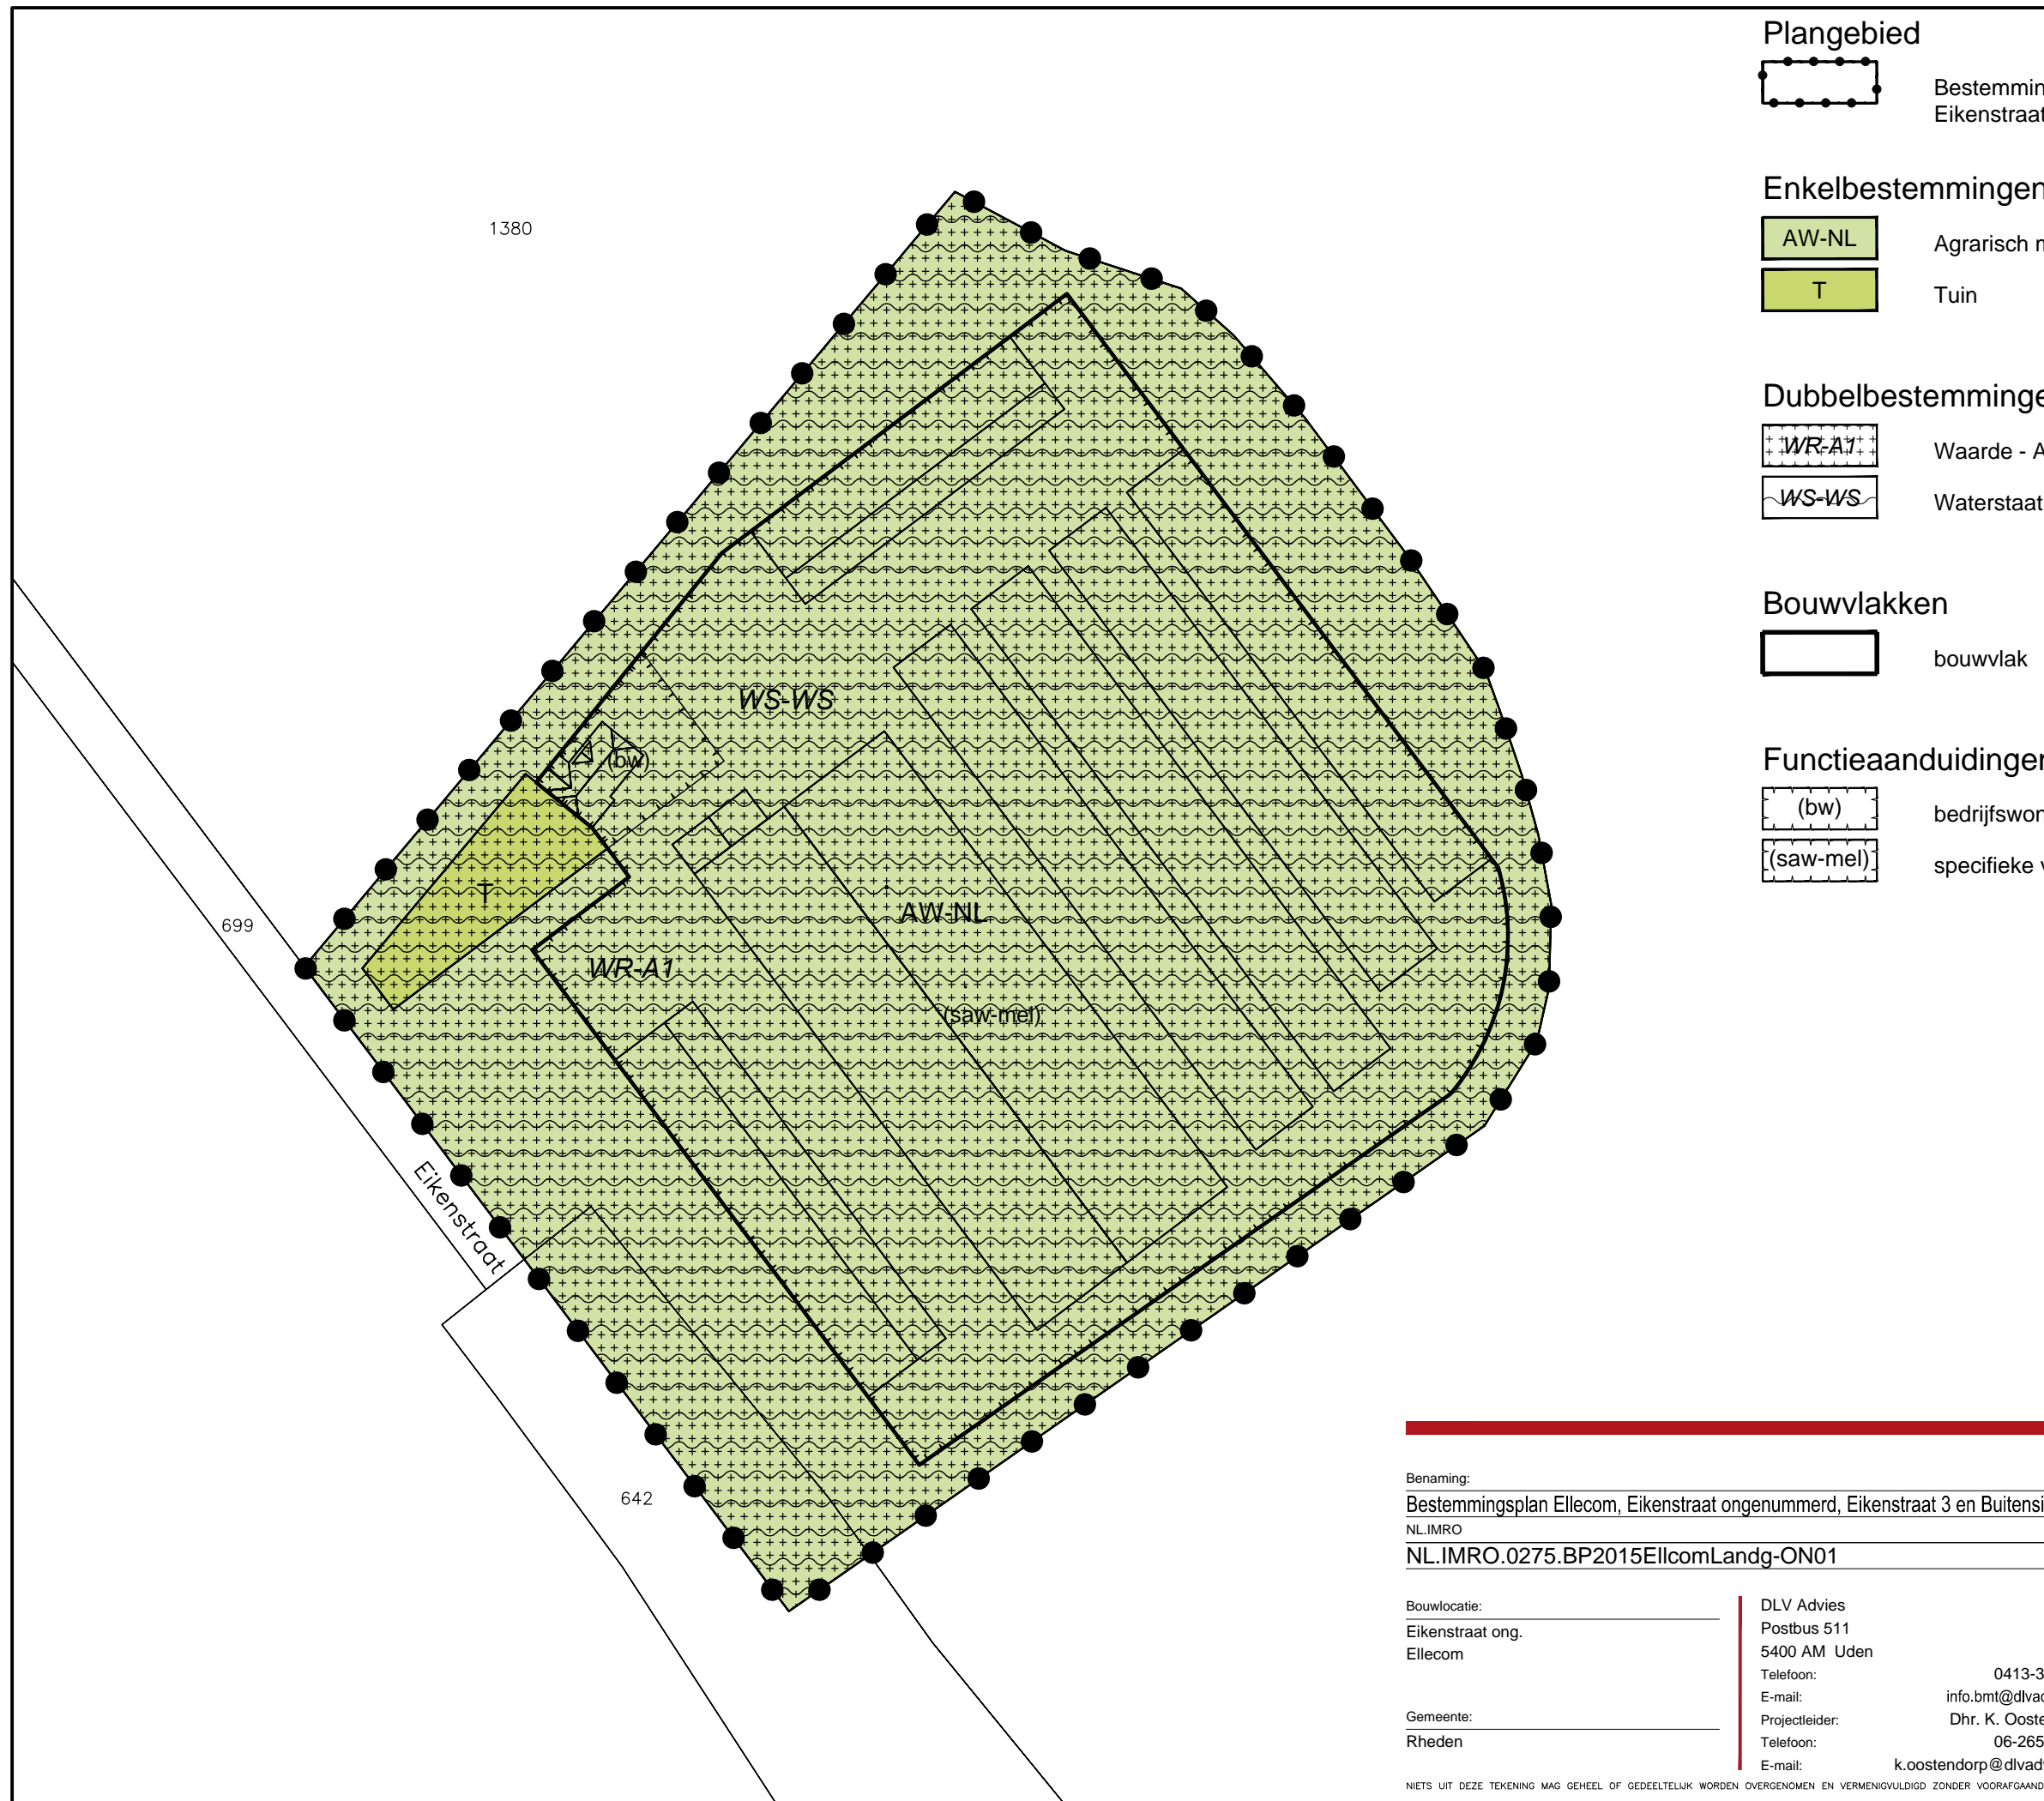 1380
699
642
Eikenstraat
WS-WS
(bw)
T
AW-NL
WR-A1
(saw-mel)
Plangebied
Bestemmin
Eikenstraat
Enkelbestemmingen
AW-NL
Agrarisch m
T
Tuin
Dubbelbestemminge
WR-A1
Waarde - A
WS-WS
Waterstaat
Bouwvlakken
bouwvlak
Functieaanduidingen
(bw)
bedrijfswon
(saw-mel)
specifieke v
Benaming:
Bestemmingsplan Ellecom, Eikenstraat ongenummerd, Eikenstraat 3 en Buitensi
NL.IMRO
NL.IMRO.0275.BP2015EllcomLandg-ON01
Bouwlocatie:
Eikenstraat ong.
Ellecom
Gemeente:
Rheden
DLV Advies
Postbus 511
5400 AM Uden
Telefoon: 0413-3
E-mail: info.bmt@dlvad
Projectleider: Dhr. K. Ooste
Telefoon: 06-265
E-mail: k.oostendorp@dlvad
NIETS UIT DEZE TEKENING MAG GEHEEL OF GEDEELTELIJK WORDEN OVERGENOMEN EN VERMENIGVULDIGD ZONDER VOORAFGAAND